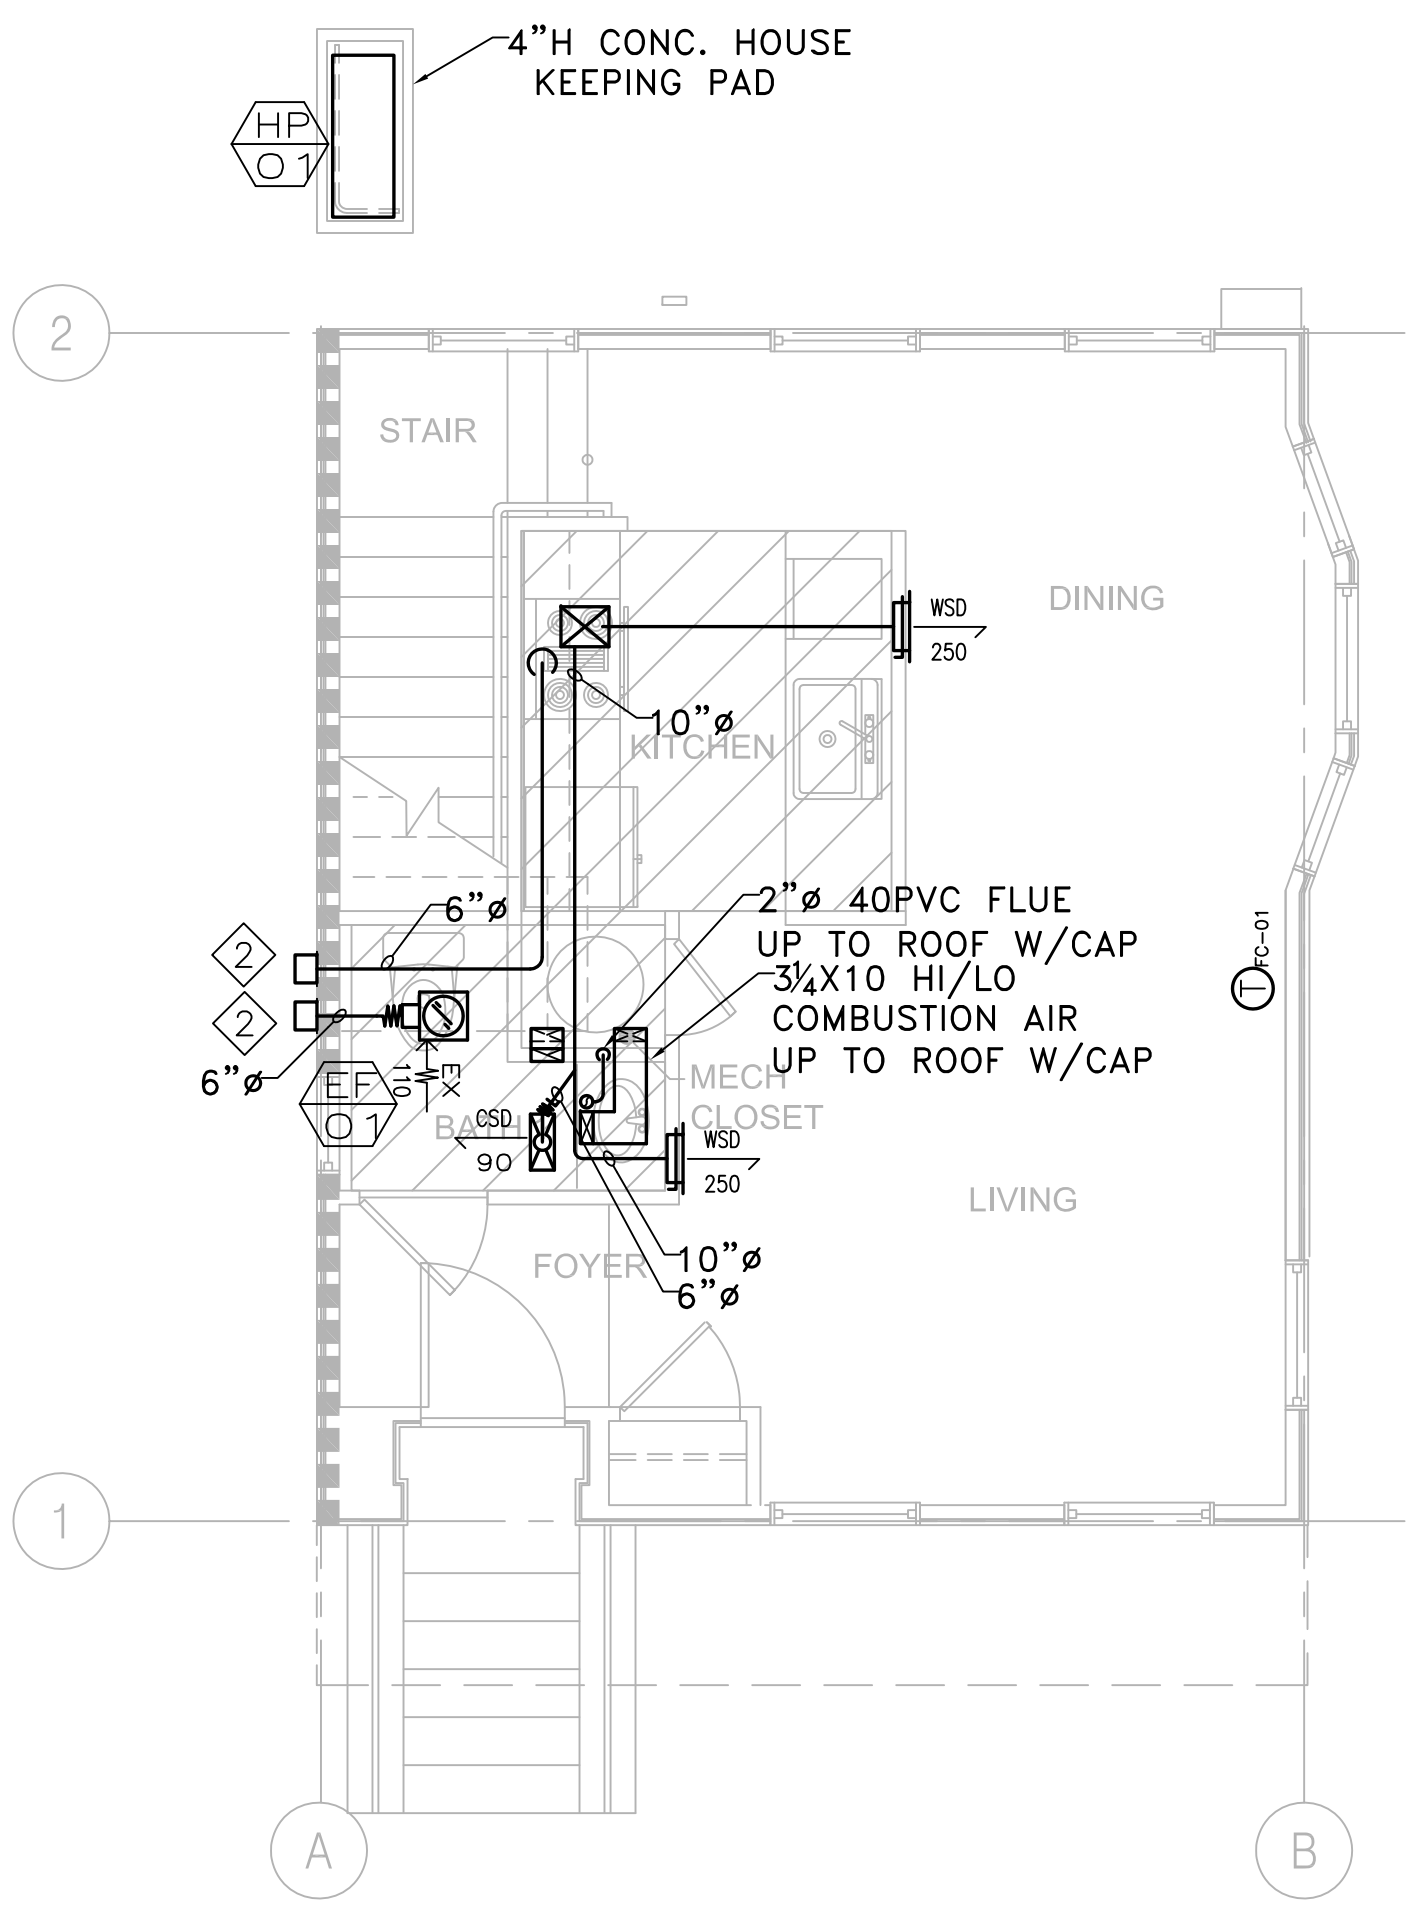 4”H CONC. HOUSE
KEEPING PAD
HP
01
2
STAIR
DINING
WSD
250
10”ø
KITCHEN
2”ø 40PVC FLUE
UP TO ROOF W/CAP
3¼X10 HI/LO
COMBUSTION AIR
UP TO ROOF W/CAP
6”ø
2
2
6”ø
EF
01
EX
110
BATH
CSD
90
MECH
CLOSET
WSD
250
T
FC-01
LIVING
FOYER
10”ø
6”ø
1
A
B